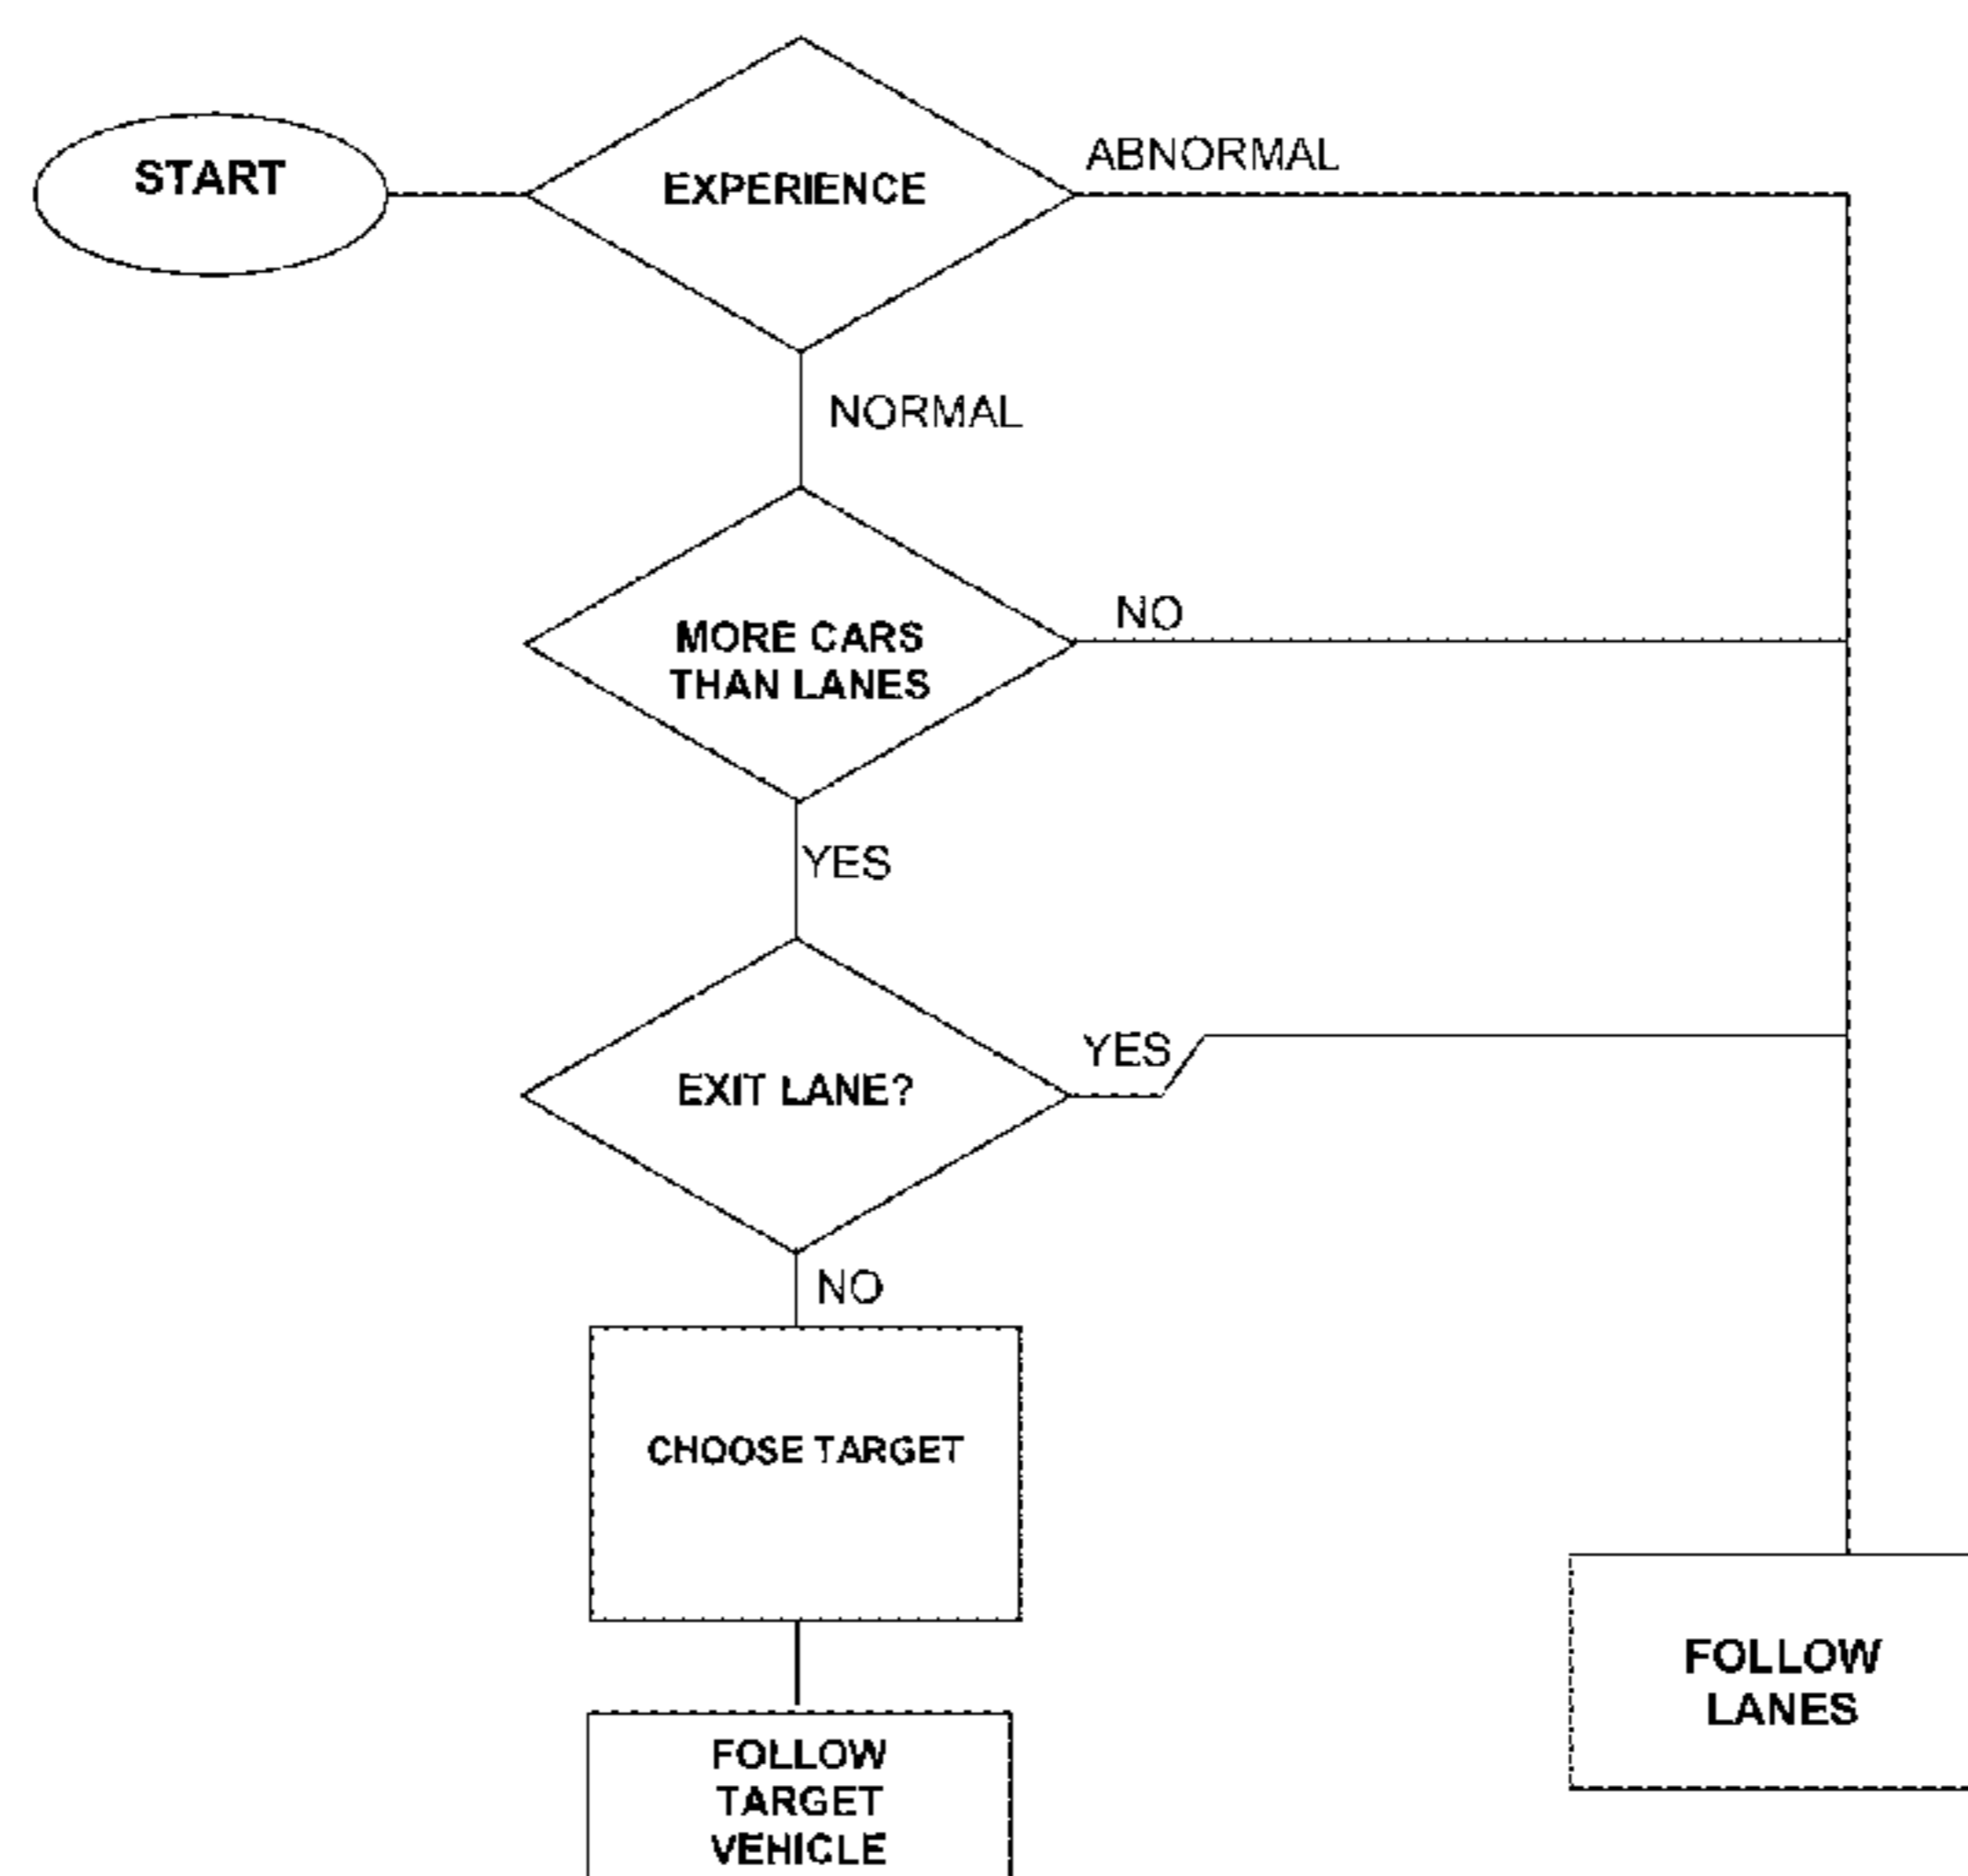 START
EXPERIENCE
ABNORMAL
NORMAL
MORE CARS
THAN LANES
NO
YES
EXIT LANE?
YES
NO
CHOOSE TARGET
FOLLOW
LANES
FOLLOW
TARGET
VEHICLE